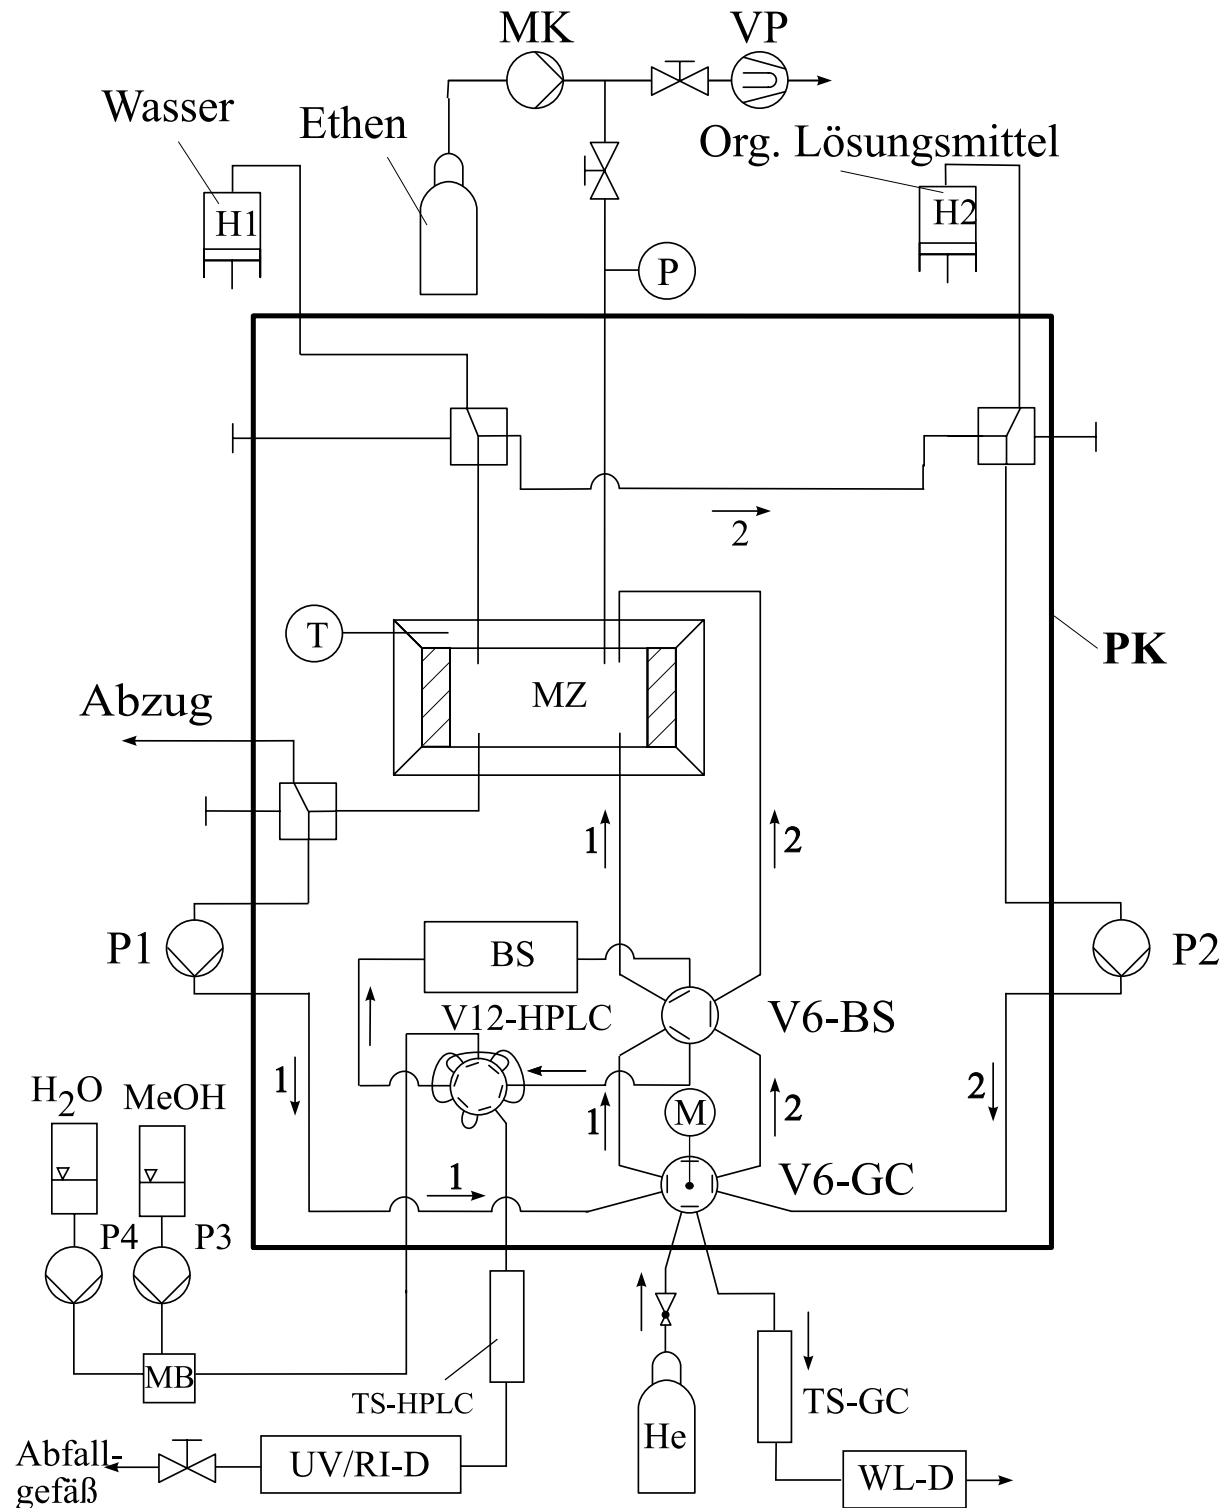 MK
VP
Wasser
Ethen
Org. Lösungsmittel
H1
H2
P
2
T
PK
MZ
Abzug
1
2
P1
BS
P2
V12-HPLC
V6-BS
1
H₂O
MeOH
M
1
2
2
1
V6-GC
P4
P3
MB
TS-HPLC
TS-GC
He
Abfall-
gefäß
UV/RI-D
WL-D